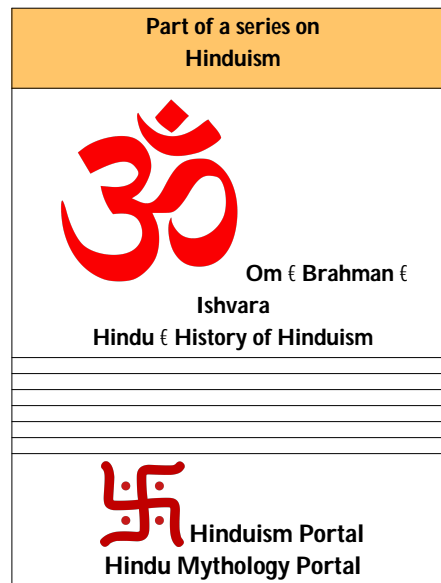 Part of a series on
Hinduism
ॐ
Om € Brahman €
Ishvara
Hindu € History of Hinduism
Hinduism Portal
Hindu Mythology Portal